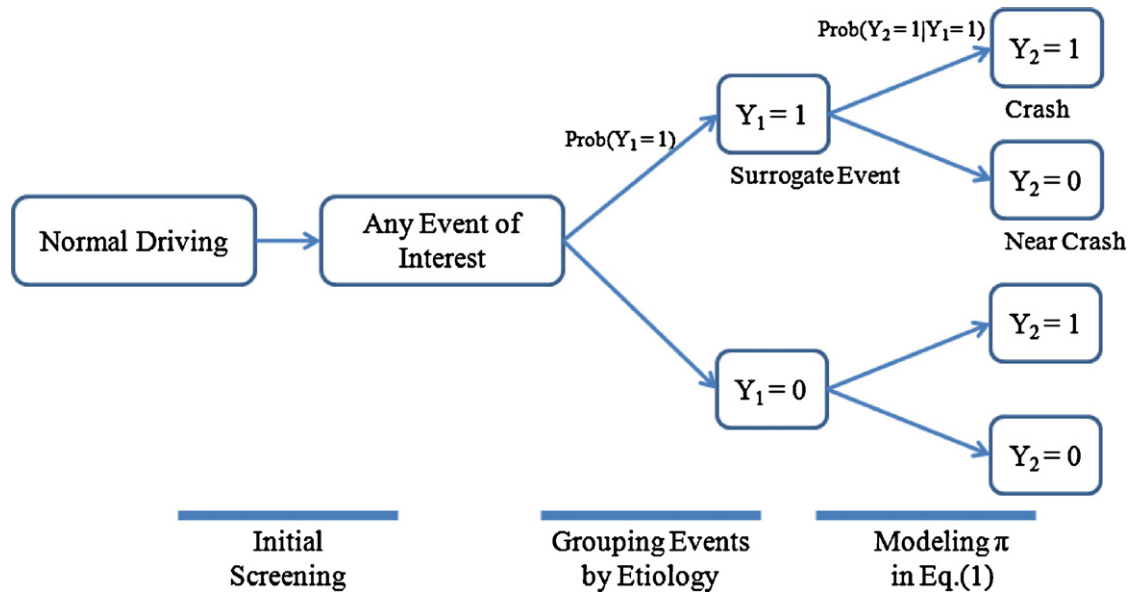 Prob(Y₂=1|Y₁=1)
Y₂ = 1
Crash
Prob(Y₁=1)
Y₁ = 1
Surrogate Event
Y₂ = 0
Near Crash
Normal Driving
Any Event of
Interest
Y₂ = 1
Y₁ = 0
Y₂ = 0
Initial
Screening
Grouping Events
by Etiology
Modeling π
in Eq.(1)